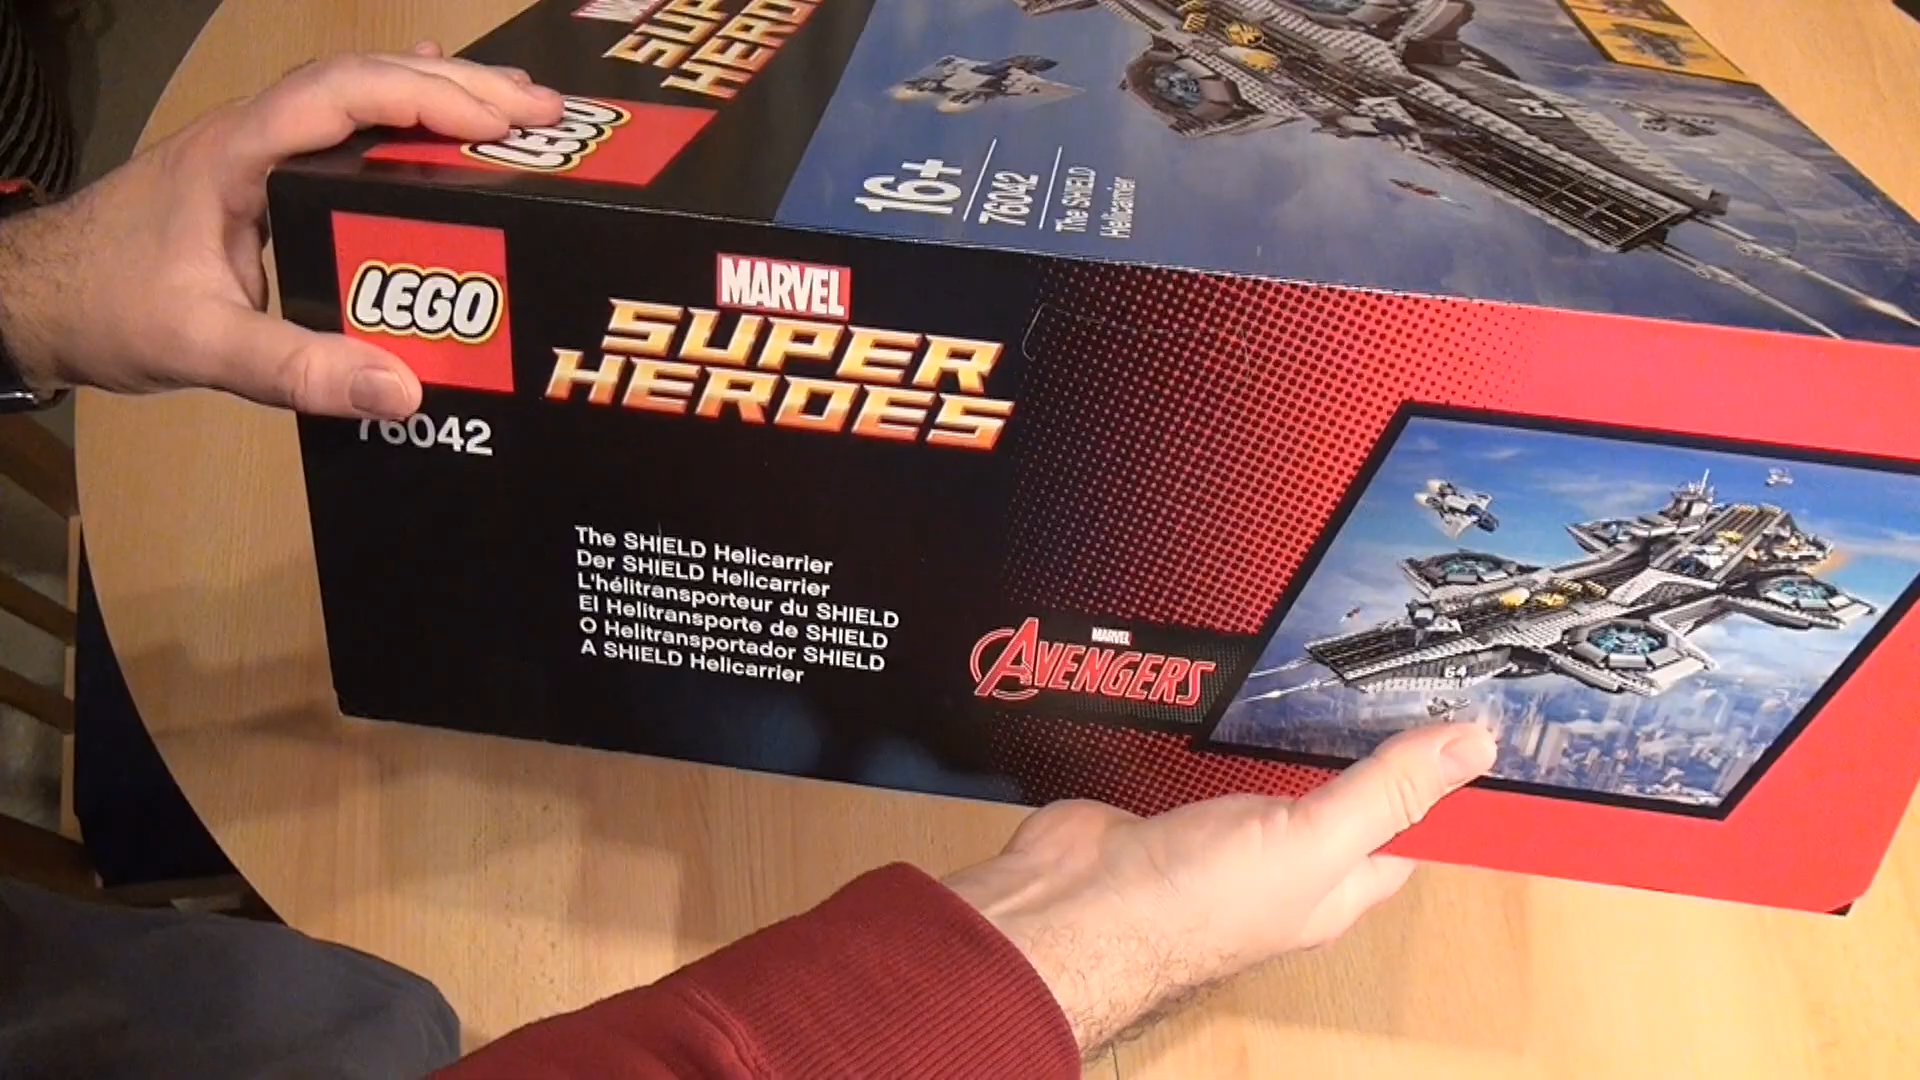 SUPER
HEROES
LEGO
16+
76042
The SHIELD
Helicarrier
LEGO
MARVEL
SUPER
HEROES
76042
The SHIELD Helicarrier
Der SHIELD Helicarrier
L'hélitransporteur du SHIELD
El Helitransporte de SHIELD
O Helitransportador SHIELD
A SHIELD Helicarrier
MARVEL
AVENGERS
64